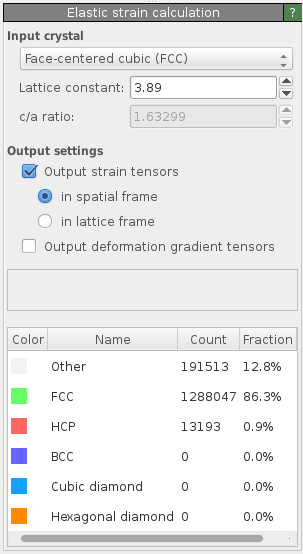 Elastic strain calculation ?
Input crystal
Face-centered cubic (FCC)
Lattice constant: 3.89
c/a ratio: 1.63299
Output settings
Output strain tensors
in spatial frame
in lattice frame
Output deformation gradient tensors
Color Name Count Fraction
Other 191513 12.8%
FCC 1288047 86.3%
HCP 13193 0.9%
BCC 0 0.0%
Cubic diamond 0 0.0%
Hexagonal diamond 0 0.0%